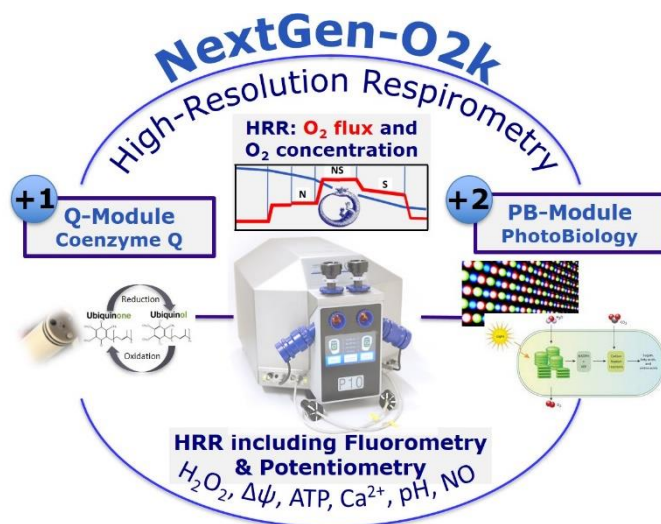 NextGen-O2k
High-Resolution Respirometry
HRR: O₂ flux and
O₂ concentration
N
NS
S
+1
Q-Module
Coenzyme Q
+2
PB-Module
PhotoBiology
Reduction
Ubiquinone
Ubiquinol
Oxidation
P10
HRR including Fluorometry
& Potentiometry
H₂O₂, Δψ, ATP, Ca²⁺, pH, NO